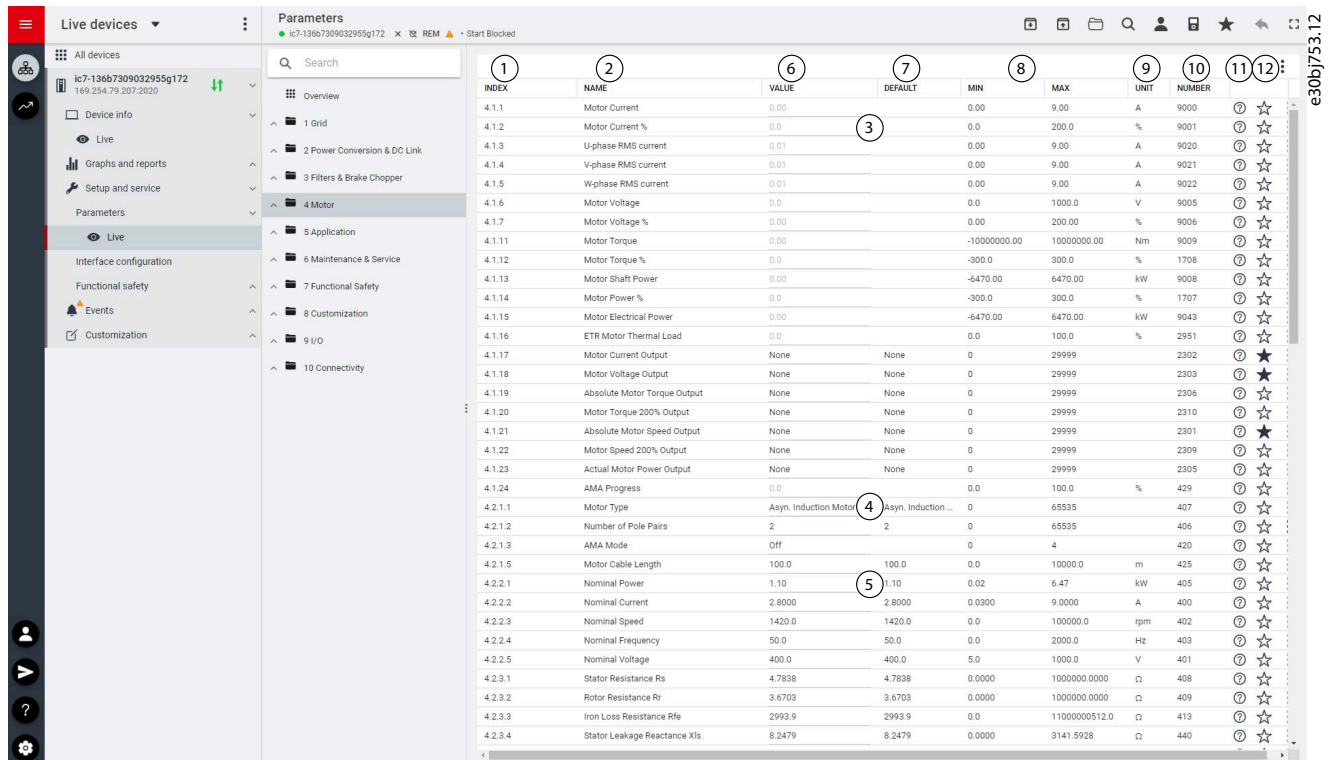 Live devices
Parameters
ic7-136b7309032955g172 × REM • Start Blocked
e30bj753.12
All devices
ic7-136b7309032955g172
169.254.79.207:2020
Device info
Live
Graphs and reports
Setup and service
Parameters
Live
Interface configuration
Functional safety
Events
Customization
Search
Overview
1 Grid
2 Power Conversion & DC Link
3 Filters & Brake Chopper
4 Motor
5 Application
6 Maintenance & Service
7 Functional Safety
8 Customization
9 I/O
10 Connectivity
1 2 6 7 8 9 10 11 12
INDEX NAME VALUE DEFAULT MIN MAX UNIT NUMBER
4.1.1 Motor Current 0.00 0.00 9.00 A 9000 ?
4.1.2 Motor Current % 0.0 3 0.0 200.0 % 9001 ?
4.1.3 U-phase RMS current 0.01 0.00 9.00 A 9020 ?
4.1.4 V-phase RMS current 0.01 0.00 9.00 A 9021 ?
4.1.5 W-phase RMS current 0.01 0.00 9.00 A 9022 ?
4.1.6 Motor Voltage 0.0 0.0 1000.0 V 9005 ?
4.1.7 Motor Voltage % 0.00 0.00 200.00 % 9006 ?
4.1.11 Motor Torque 0.00 -10000000.00 10000000.00 Nm 9009 ?
4.1.12 Motor Torque % 0.0 -300.0 300.0 % 1708 ?
4.1.13 Motor Shaft Power 0.00 -6470.00 6470.00 kW 9008 ?
4.1.14 Motor Power % 0.0 -300.0 300.0 % 1707 ?
4.1.15 Motor Electrical Power 0.00 -6470.00 6470.00 kW 9043 ?
4.1.16 ETR Motor Thermal Load 0.0 0.0 100.0 % 2951 ?
4.1.17 Motor Current Output None None 0 29999 2302 ?
4.1.18 Motor Voltage Output None None 0 29999 2303 ?
4.1.19 Absolute Motor Torque Output None None 0 29999 2306 ?
4.1.20 Motor Torque 200% Output None None 0 29999 2310 ?
4.1.21 Absolute Motor Speed Output None None 0 29999 2301 ?
4.1.22 Motor Speed 200% Output None None 0 29999 2309 ?
4.1.23 Actual Motor Power Output None None 0 29999 2305 ?
4.1.24 AMA Progress 0.0 0.0 100.0 % 429 ?
4.2.1.1 Motor Type Asyn. Induction Motor 4 Asyn. Induction ... 0 65535 407 ?
4.2.1.2 Number of Pole Pairs 2 2 0 65535 406 ?
4.2.1.3 AMA Mode Off 0 4 420 ?
4.2.1.5 Motor Cable Length 100.0 100.0 0.0 10000.0 m 425 ?
4.2.2.1 Nominal Power 1.10 5 1.10 0.02 6.47 kW 405 ?
4.2.2.2 Nominal Current 2.8000 2.8000 0.0300 9.0000 A 400 ?
4.2.2.3 Nominal Speed 1420.0 1420.0 0.0 100000.0 rpm 402 ?
4.2.2.4 Nominal Frequency 50.0 50.0 0.0 2000.0 Hz 403 ?
4.2.2.5 Nominal Voltage 400.0 400.0 5.0 1000.0 V 401 ?
4.2.3.1 Stator Resistance Rs 4.7838 4.7838 0.0000 1000000.0000 Ω 408 ?
4.2.3.2 Rotor Resistance Rr 3.6703 3.6703 0.0000 1000000.0000 Ω 409 ?
4.2.3.3 Iron Loss Resistance Rfe 2993.9 2993.9 0.0 11000000512.0 Ω 413 ?
4.2.3.4 Stator Leakage Reactance Xls 8.2479 8.2479 0.0000 3141.5928 Ω 440 ?